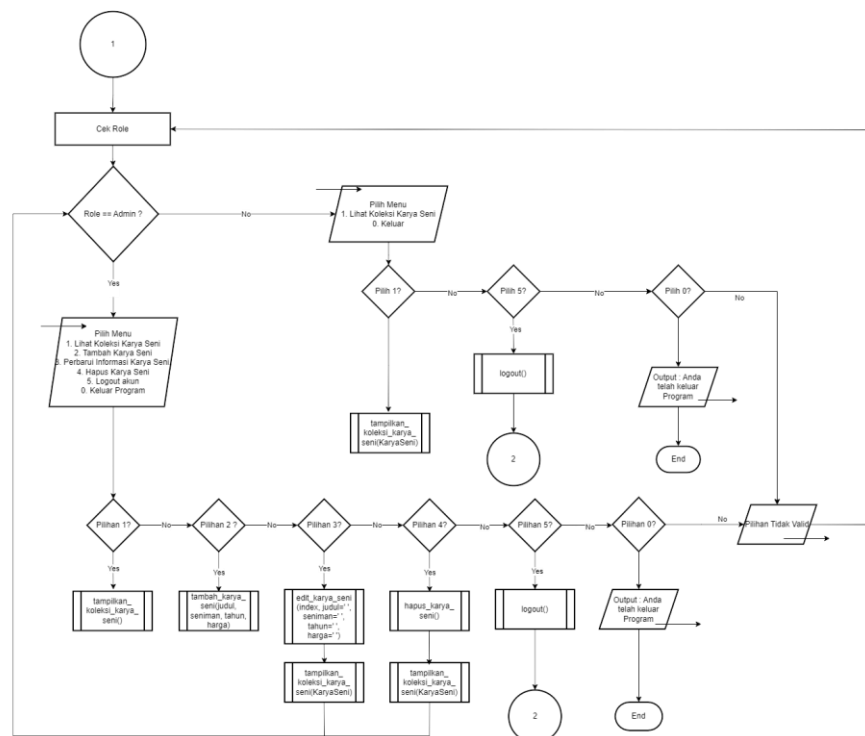 1
Cek Role
Role == Admin ?
No
Pilih Menu
1. Lihat Koleksi Karya Seni
0. Keluar
Yes
Pilih 1?
No
Pilih 5?
No
Pilih 0?
No
Yes
Pilih Menu
1. Lihat Koleksi Karya Seni
2. Tambah Karya Seni
3. Perbarui Informasi Karya Seni
4. Hapus Karya Seni
5. Logout akun
0. Keluar Program
logout()
Output : Anda
telah keluar
Program
tampilkan_
koleksi_karya_
seni(KaryaSeni)
2
End
Pilihan 1?
No
Pilihan 2 ?
No
Pilihan 3?
No
Pilihan 4?
No
Pilihan 5?
No
Pilihan 0?
No
Pilihan Tidak Valid
Yes
Yes
Yes
Yes
Yes
Yes
tampilkan_
koleksi_karya_
seni()
tambah_karya_
seni(judul,
seniman, tahun,
harga)
edit_karya_seni
(index, judul=' ',
seniman=' ',
tahun=' ',
harga=' ')
hapus_karya_
seni()
logout()
Output : Anda
telah keluar
Program
tampilkan_
koleksi_karya_
seni(KaryaSeni)
tampilkan_
koleksi_karya_
seni(KaryaSeni)
2
End